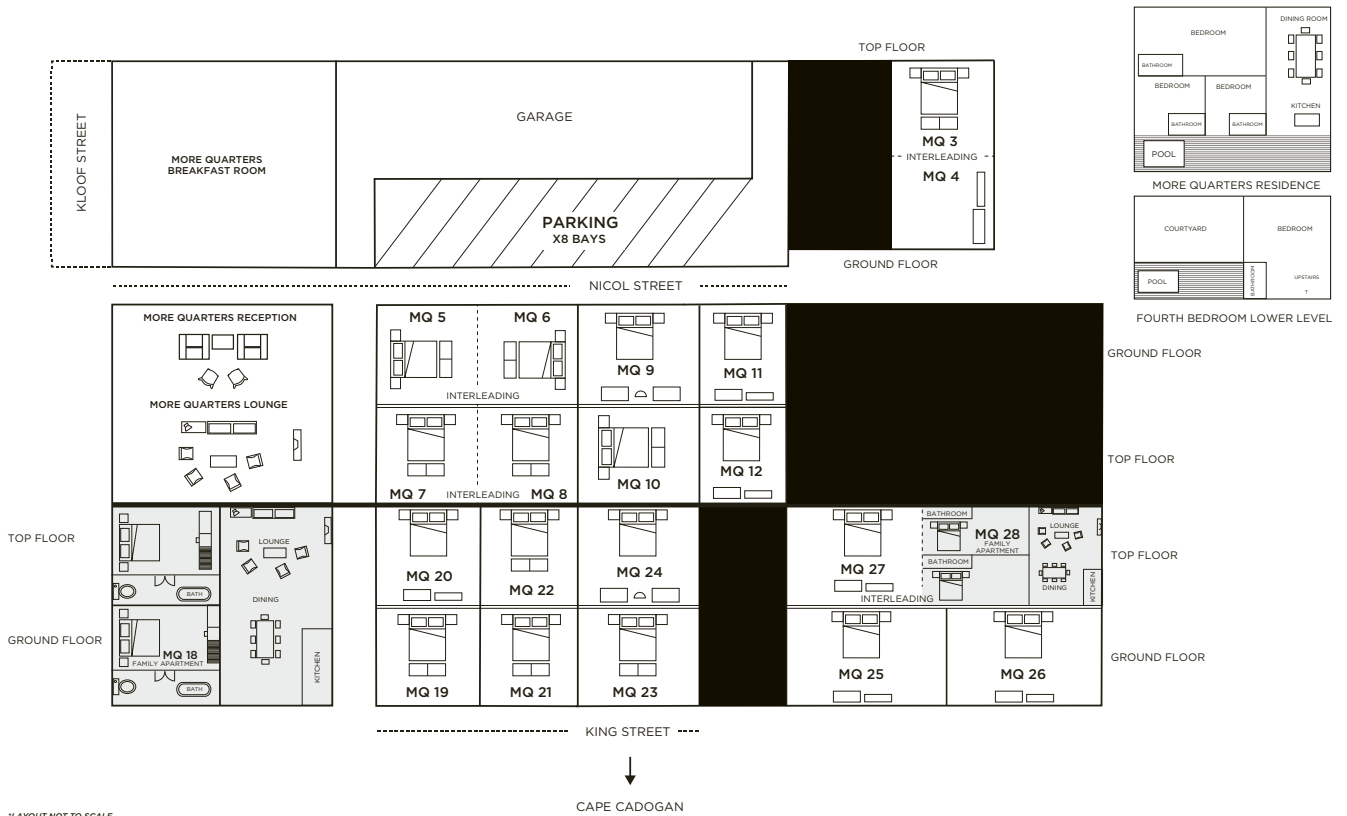 TOP FLOOR
KLOOF STREET
MORE QUARTERS
BREAKFAST ROOM
GARAGE
PARKING
X8 BAYS
MQ 3
INTERLEADING
MQ 4
GROUND FLOOR
BEDROOM
DINING ROOM
BATHROOM
BEDROOM
BEDROOM
KITCHEN
BATHROOM
BATHROOM
POOL
MORE QUARTERS RESIDENCE
COURTYARD
BEDROOM
POOL
BATHROOM
UPSTAIRS
↑
FOURTH BEDROOM LOWER LEVEL
NICOL STREET
MORE QUARTERS RECEPTION
MORE QUARTERS LOUNGE
MQ 5
MQ 6
INTERLEADING
MQ 9
MQ 11
GROUND FLOOR
MQ 7
INTERLEADING
MQ 8
MQ 10
MQ 12
TOP FLOOR
TOP FLOOR
LOUNGE
BATH
DINING
GROUND FLOOR
MQ 18
FAMILY APARTMENT
BATH
KITCHEN
MQ 20
MQ 22
MQ 24
MQ 27
INTERLEADING
BATHROOM
MQ 28
FAMILY
APARTMENT
BATHROOM
LOUNGE
DINING
KITCHEN
TOP FLOOR
MQ 19
MQ 21
MQ 23
MQ 25
MQ 26
GROUND FLOOR
KING STREET
CAPE CADOGAN
*LAYOUT NOT TO SCALE